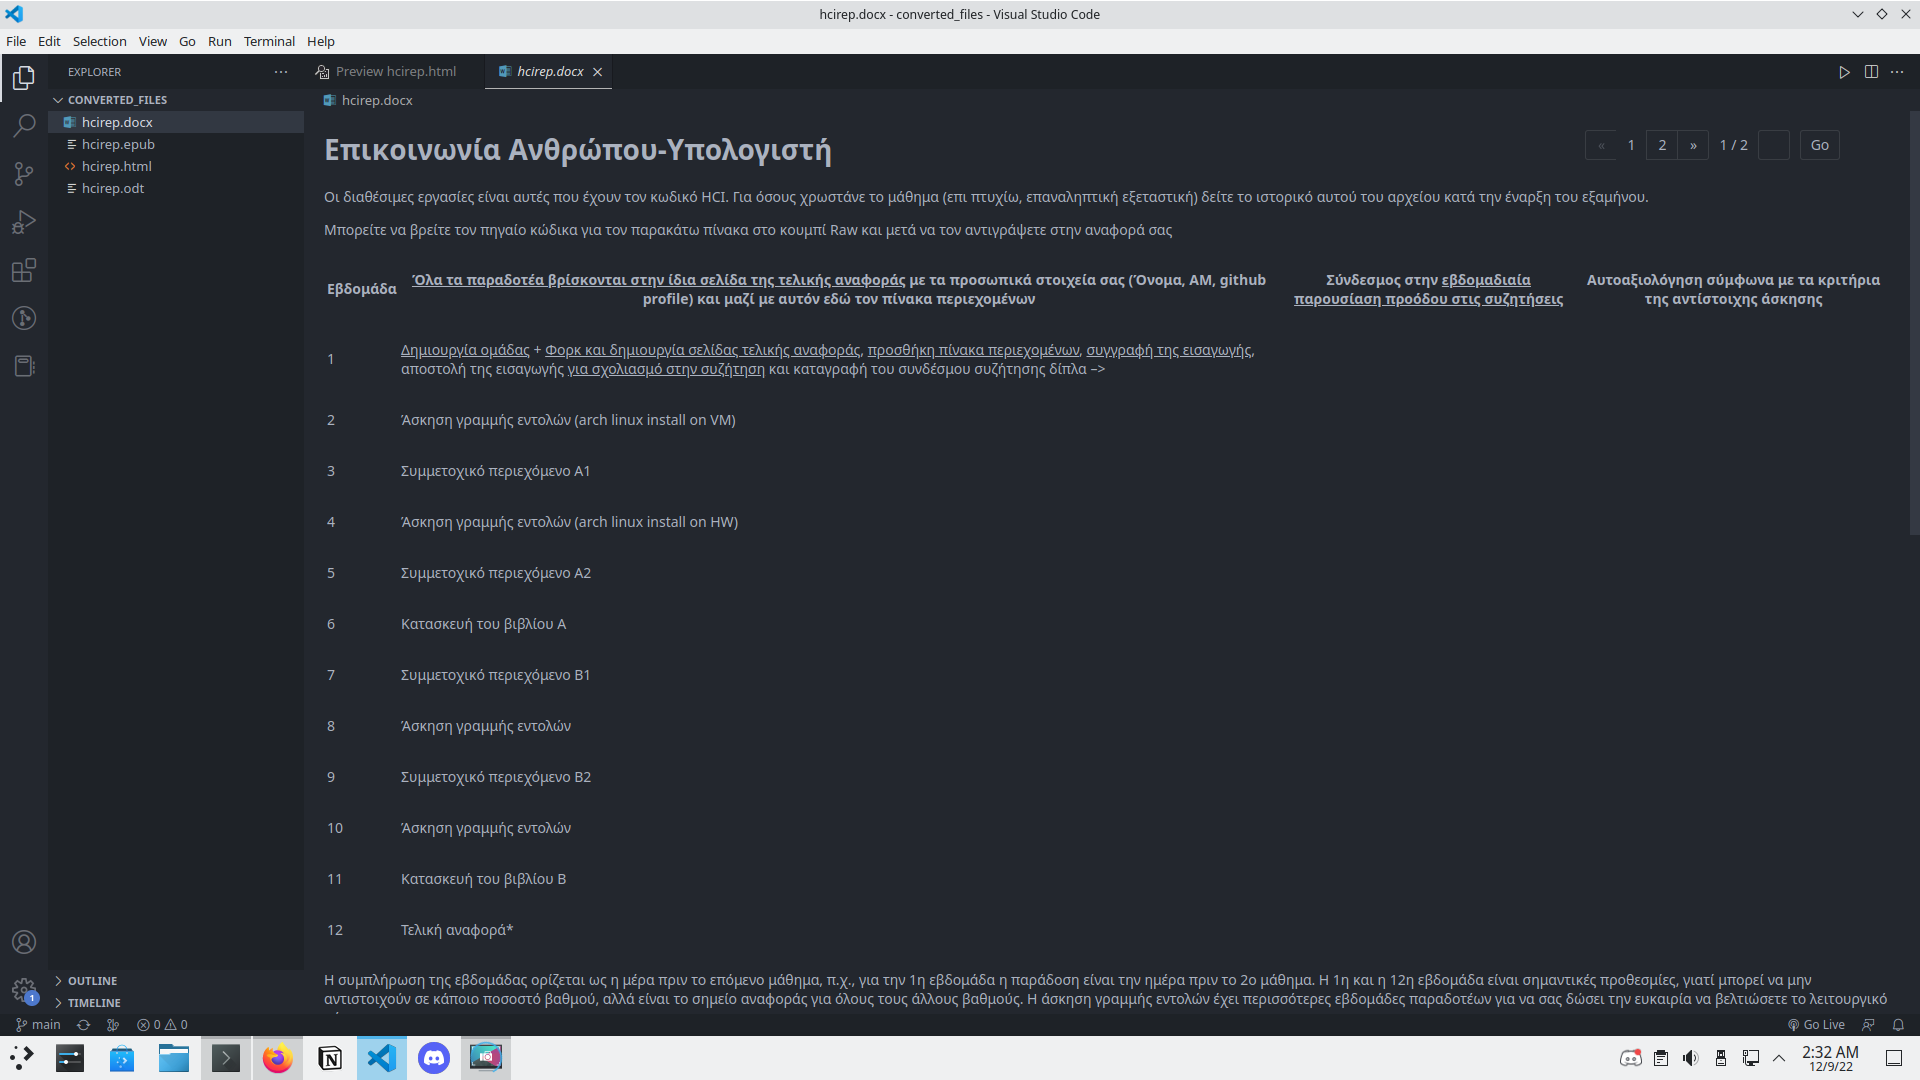 hcirep.docx - converted_files - Visual Studio Code
File Edit Selection View Go Run Terminal Help
EXPLORER
Preview hcirep.html
hcirep.docx
CONVERTED_FILES
hcirep.docx
hcirep.docx
hcirep.epub
hcirep.html
hcirep.odt
Επικοινωνία Ανθρώπου-Υπολογιστή
« 1 2 » 1 / 2 Go
Οι διαθέσιμες εργασίες είναι αυτές που έχουν τον κωδικό HCI. Για όσους χρωστάνε το μάθημα (επι πτυχίω, επαναληπτική εξεταστική) δείτε το ιστορικό αυτού του αρχείου κατά την έναρξη του εξαμήνου.
Μπορείτε να βρείτε τον πηγαίο κώδικα για τον παρακάτω πίνακα στο κουμπί Raw και μετά να τον αντιγράψετε στην αναφορά σας
Εβδομάδα
Όλα τα παραδοτέα βρίσκονται στην ίδια σελίδα της τελικής αναφοράς με τα προσωπικά στοιχεία σας (Όνομα, ΑΜ, github
profile) και μαζί με αυτόν εδώ τον πίνακα περιεχομένων
Σύνδεσμος στην εβδομαδιαία
παρουσίαση προόδου στις συζητήσεις
Αυτοαξιολόγηση σύμφωνα με τα κριτήρια
της αντίστοιχης άσκησης
1
Δημιουργία ομάδας + Φορκ και δημιουργία σελίδας τελικής αναφοράς, προσθήκη πίνακα περιεχομένων, συγγραφή της εισαγωγής,
αποστολή της εισαγωγής για σχολιασμό στην συζήτηση και καταγραφή του συνδέσμου συζήτησης δίπλα –>
2 Άσκηση γραμμής εντολών (arch linux install on VM)
3 Συμμετοχικό περιεχόμενο A1
4 Άσκηση γραμμής εντολών (arch linux install on HW)
5 Συμμετοχικό περιεχόμενο A2
6 Κατασκευή του βιβλίου Α
7 Συμμετοχικό περιεχόμενο B1
8 Άσκηση γραμμής εντολών
9 Συμμετοχικό περιεχόμενο B2
10 Άσκηση γραμμής εντολών
11 Κατασκευή του βιβλίου Β
12 Τελική αναφορά*
Η συμπλήρωση της εβδομάδας ορίζεται ως η μέρα πριν το επόμενο μάθημα, π.χ., για την 1η εβδομάδα η παράδοση είναι την ημέρα πριν το 2ο μάθημα. Η 1η και η 12η εβδομάδα είναι σημαντικές προθεσμίες, γιατί μπορεί να μην
αντιστοιχούν σε κάποιο ποσοστό βαθμού, αλλά είναι το σημείο αναφοράς για όλους τους άλλους βαθμούς. Η άσκηση γραμμής εντολών έχει περισσότερες εβδομάδες παραδοτέων για να σας δώσει την ευκαιρία να βελτιώσετε το λειτουργικό
OUTLINE
TIMELINE
1
main 0 0
Go Live
2:32 AM
12/9/22